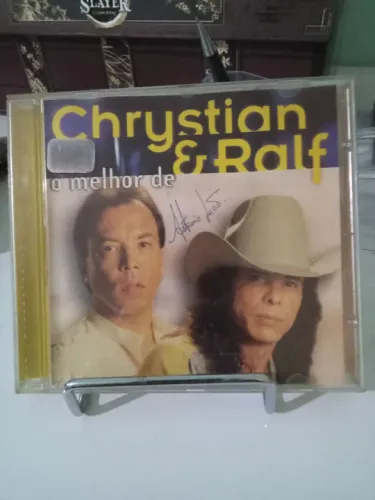 SLAYER
Chrystian
& Ralf
o melhor de